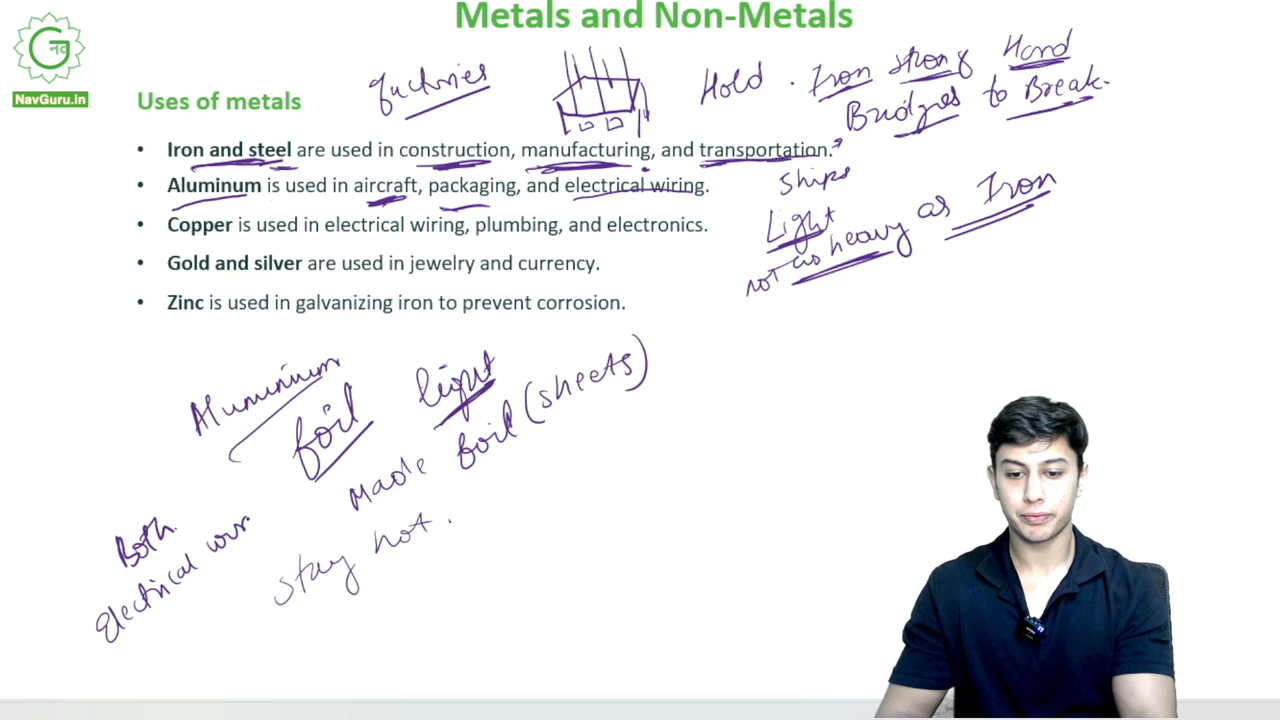 Metals and Non-Metals
नव
NavGuru.in
factories
Hold . Iron strong Hard
Bridges to Break.
Uses of metals
• Iron and steel are used in construction, manufacturing, and transportation.
• Aluminum is used in aircraft, packaging, and electrical wiring.
Ships
• Copper is used in electrical wiring, plumbing, and electronics.
Light
not as heavy as Iron
• Gold and silver are used in jewelry and currency.
• Zinc is used in galvanizing iron to prevent corrosion.
Aluminium
foil light
Made foil (sheets)
stay hot.
Both
Electrical